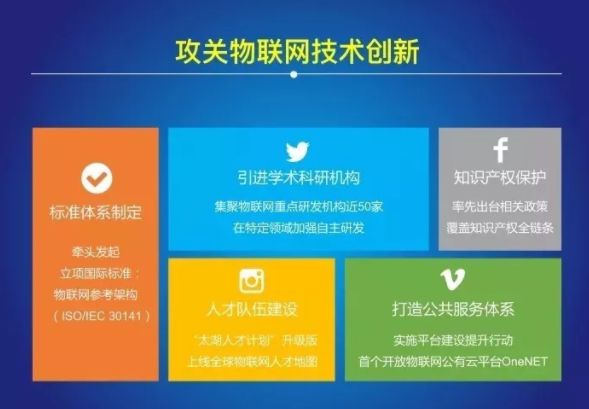 攻关物联网技术创新
标准体系制定
牵头发起
立项国际标准：
物联网参考架构
（ISO/IEC 30141）
引进学术科研机构
集聚物联网重点研发机构近50家
在特定领域加强自主研发
知识产权保护
率先出台相关政策
覆盖知识产权全链条
人才队伍建设
“太湖人才计划”升级版
上线全球物联网人才地图
打造公共服务体系
实施平台建设提升行动
首个开放物联网公有云平台OneNET